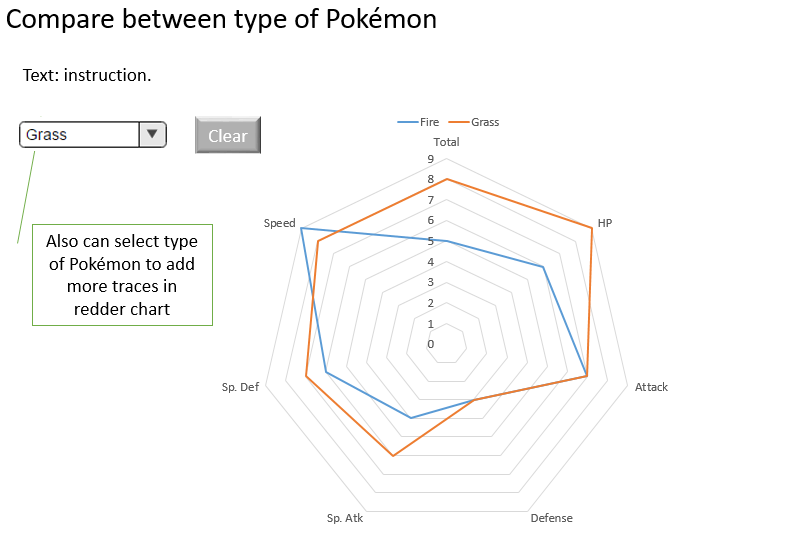 Compare between type of Pokémon
Text: instruction.
Grass
Clear
Also can select type
of Pokémon to add
more traces in
redder chart
Fire
Grass
Total
9
8
7
6
5
4
3
2
1
0
Speed
HP
Sp. Def
Attack
Sp. Atk
Defense